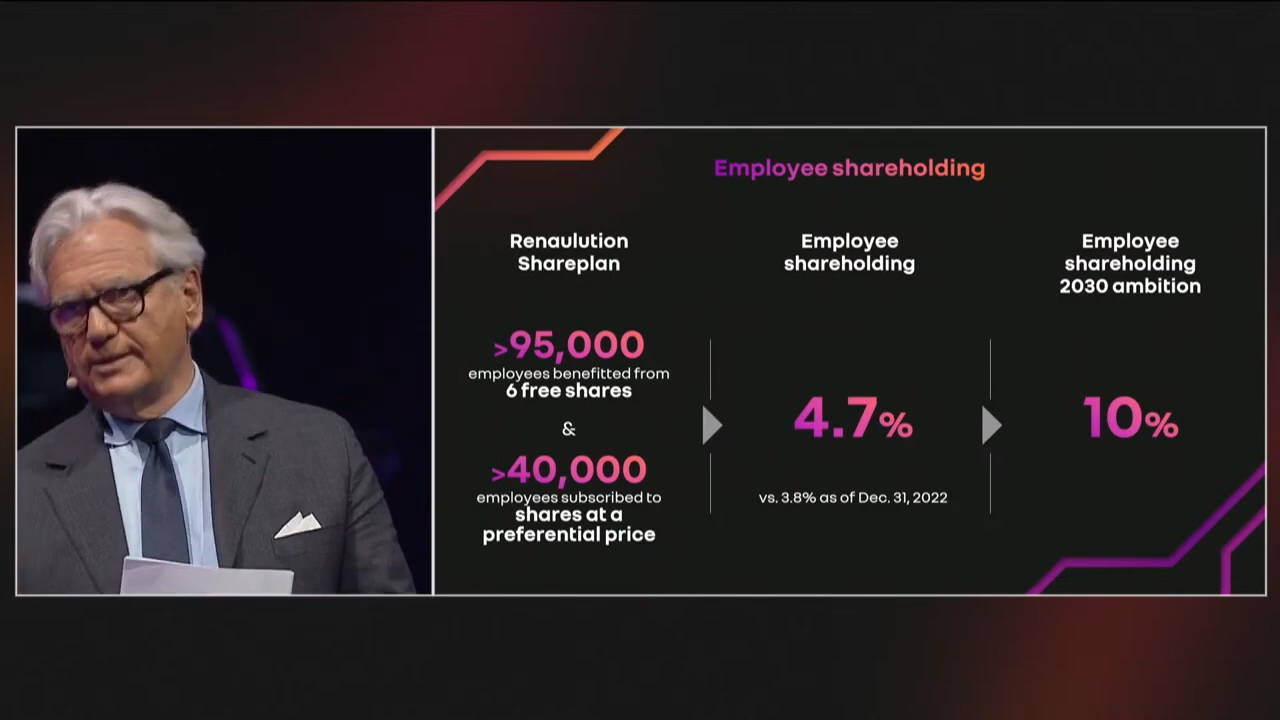 Employee shareholding
Renaulution
Shareplan
>95,000
employees benefitted from
6 free shares
&
>40,000
employees subscribed to
shares at a
preferential price
Employee
shareholding
4.7%
vs. 3.8% as of Dec. 31, 2022
Employee
shareholding
2030 ambition
10%